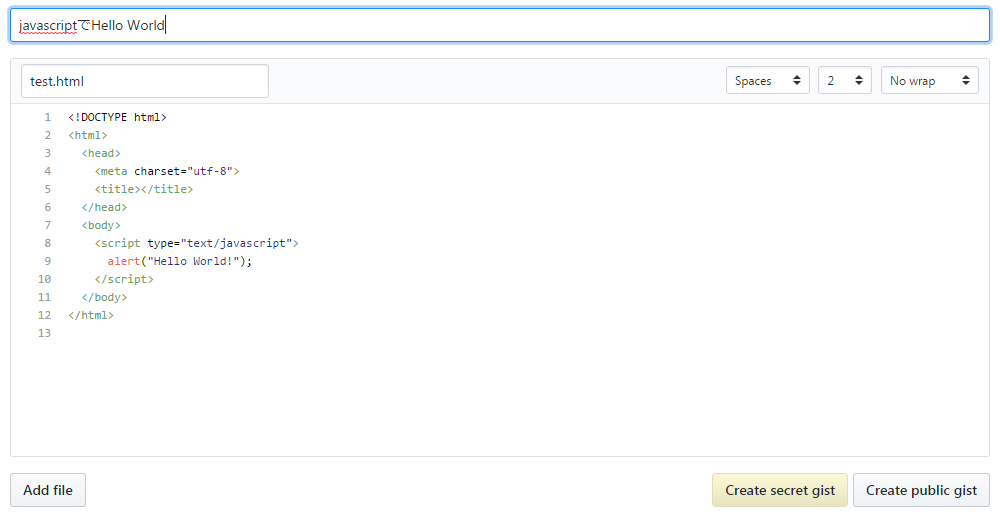 javascriptでHello World
test.html
Spaces 2 No wrap
1 <!DOCTYPE html>
2 <html>
3   <head>
4     <meta charset="utf-8">
5     <title></title>
6   </head>
7   <body>
8     <script type="text/javascript">
9       alert("Hello World!");
10     </script>
11   </body>
12 </html>
13
Add file Create secret gist Create public gist